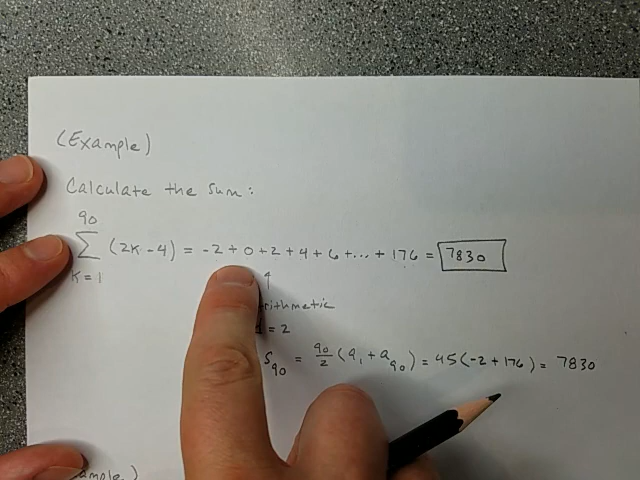 (Example)
Calculate the sum:
90
∑ (2k-4) = -2+0+2+4+6+...+176 = 7830
k=1
= 2
S90 = 90/2 (a1 + a90) = 45(-2+176) = 7830